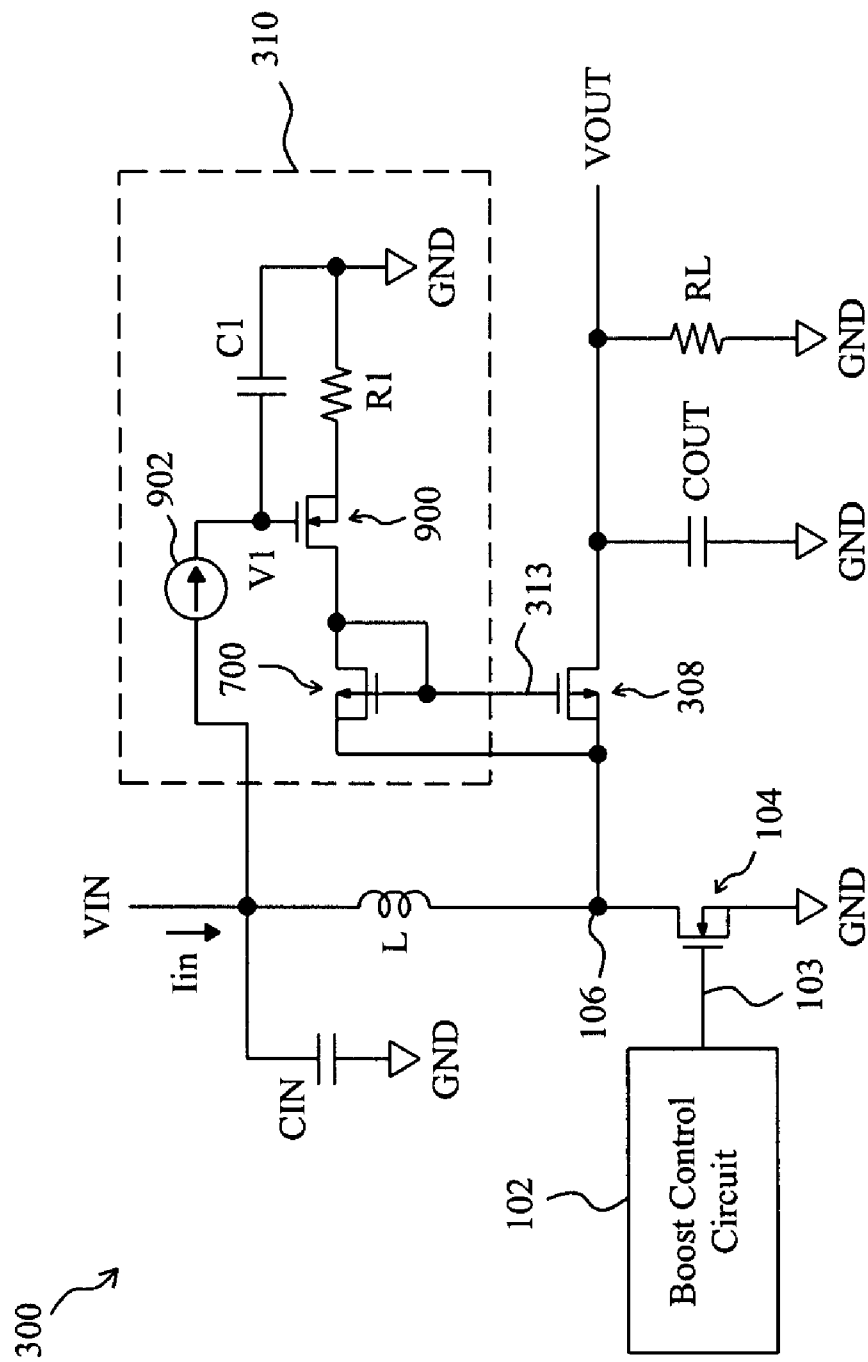 300
310
VIN
Iin
CIN
GND
L
106
902
V1
C1
700
900
R1
GND
313
308
VOUT
COUT
GND
RL
GND
102
Boost Control
Circuit
103
104
GND